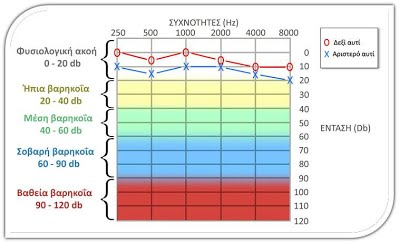 ΣΥΧΝΟΤΗΤΕΣ (Hz)
250 500 1000 2000 4000 8000
Φυσιολογική ακοή
0 - 20 db
Ήπια βαρηκοΐα
20 - 40 db
Μέση βαρηκοΐα
40 - 60 db
Σοβαρή βαρηκοΐα
60 - 90 db
Βαθεία βαρηκοΐα
90 - 120 db
0
10
20
30
40
50
60
70
80
90
100
110
120
ΕΝΤΑΣΗ (Db)
Δεξί αυτί
Αριστερό αυτί